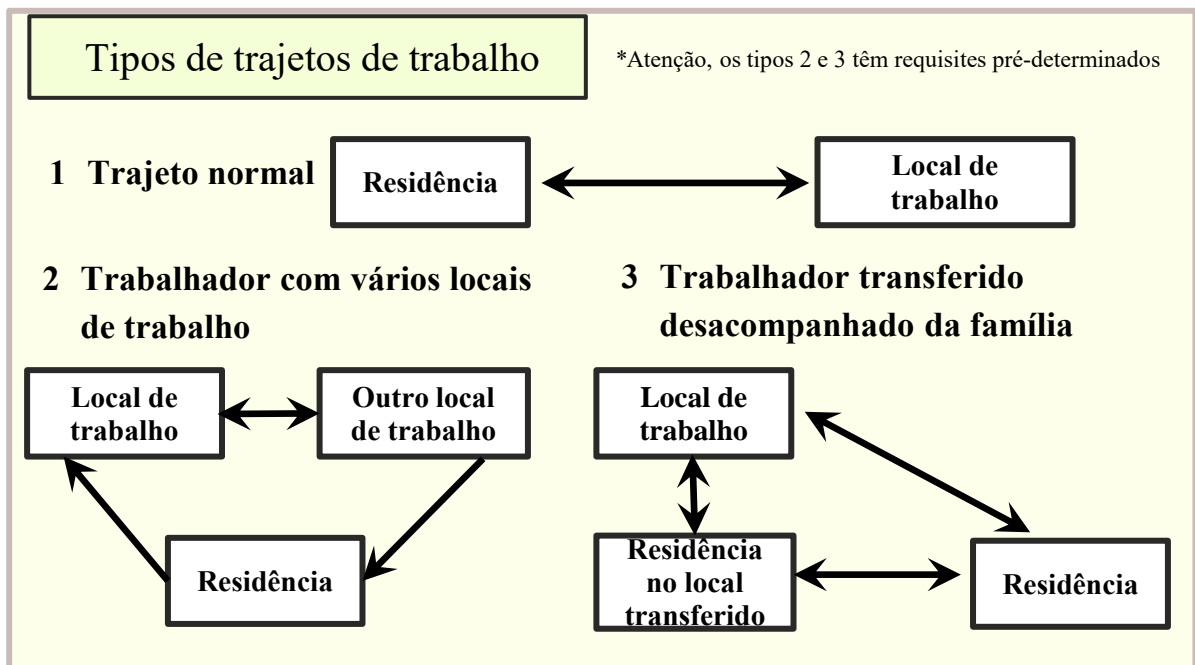 Tipos de trajetos de trabalho
*Atenção, os tipos 2 e 3 têm requisites pré-determinados
1 Trajeto normal
Residência
Local de
trabalho
2 Trabalhador com vários locais
de trabalho
Local de
trabalho
Outro local
de trabalho
Residência
3 Trabalhador transferido
desacompanhado da família
Local de
trabalho
Residência
no local
transferido
Residência